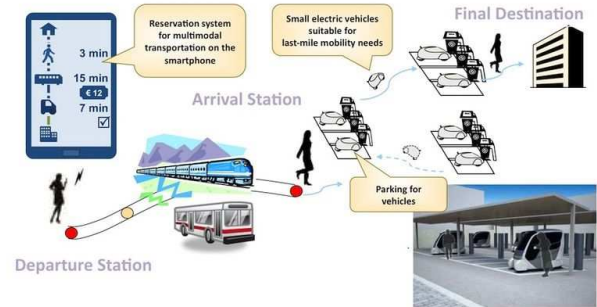 Reservation system
for multimodal
transportation on the
smartphone
Small electric vehicles
suitable for
last-mile mobility needs
Final Destination
3 min
15 min
€ 12
7 min
Arrival Station
Parking for
vehicles
Departure Station